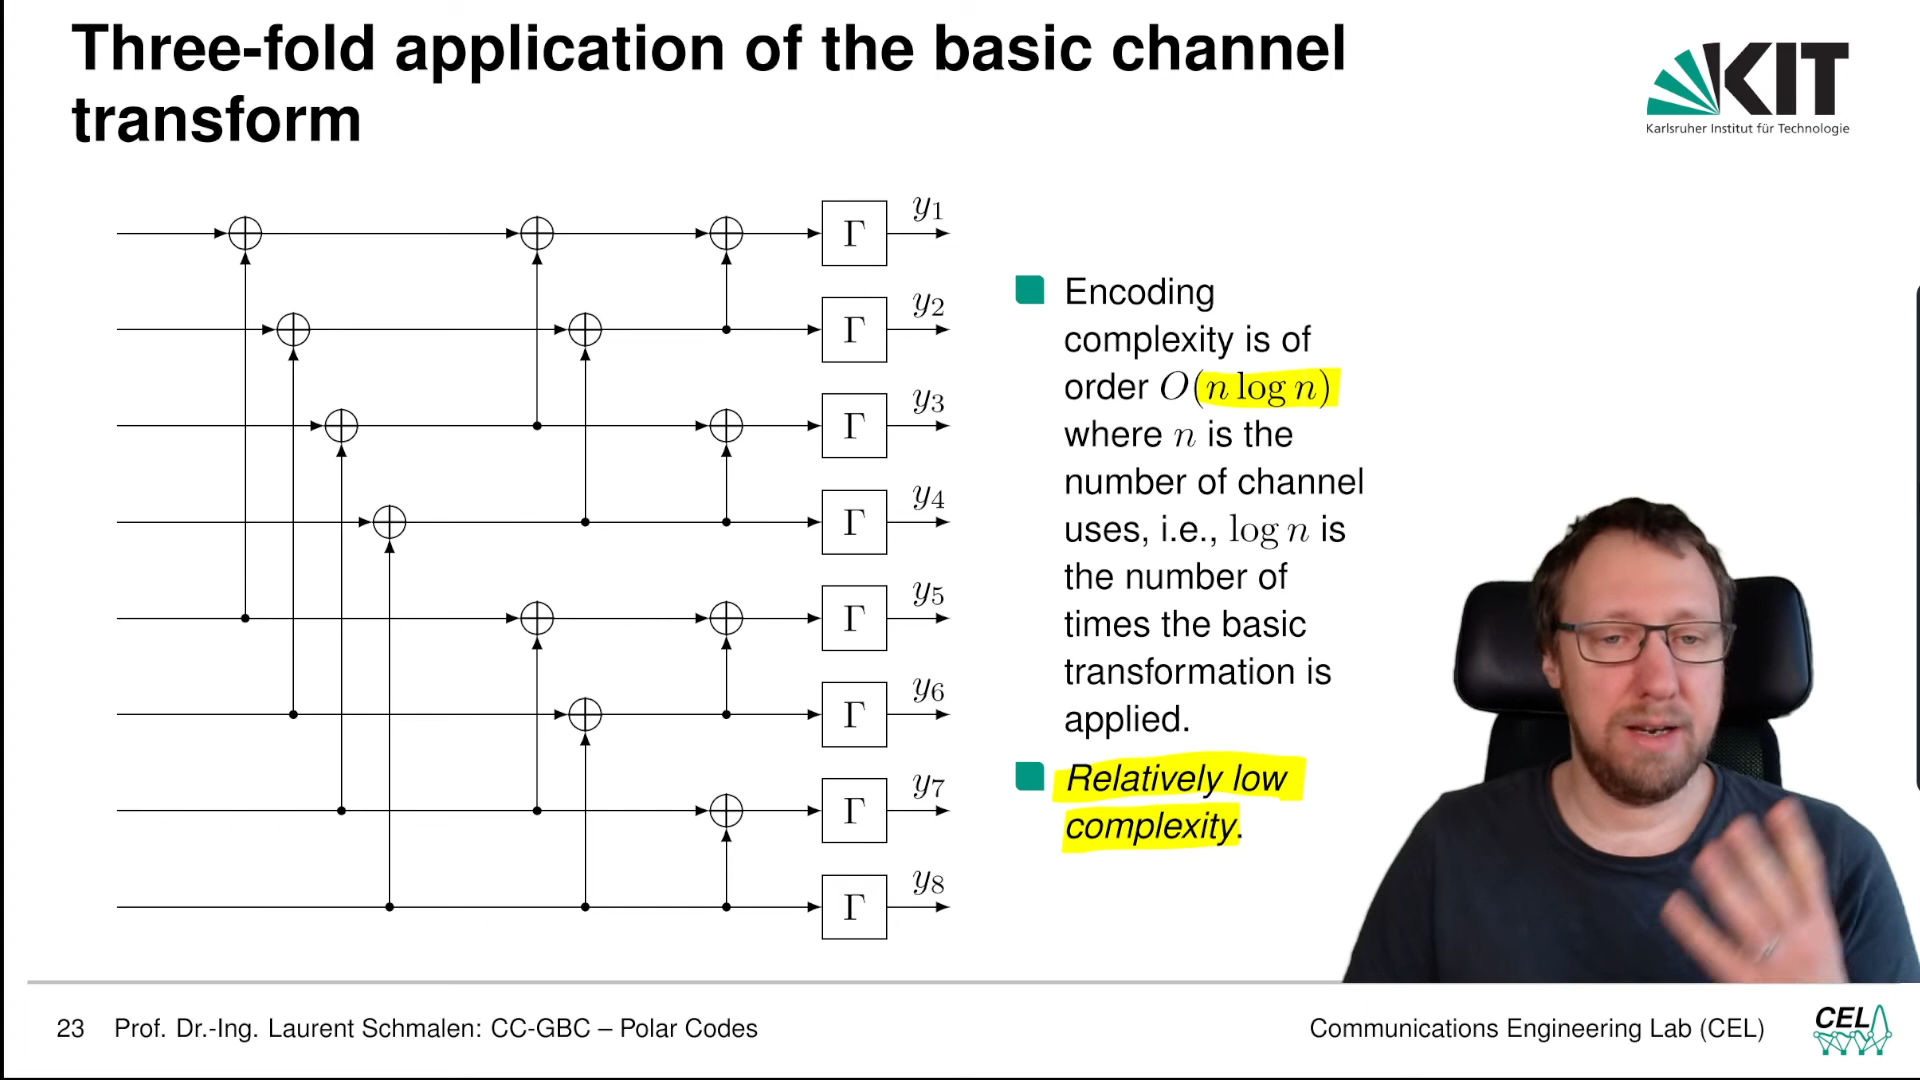 Three-fold application of the basic channel
transform
KIT
Karlsruher Institut für Technologie
Γ y₁
Γ y₂
Γ y₃
Γ y₄
Γ y₅
Γ y₆
Γ y₇
Γ y₈
Encoding
complexity is of
order O(n log n)
where n is the
number of channel
uses, i.e., log n is
the number of
times the basic
transformation is
applied.
Relatively low
complexity.
23 Prof. Dr.-Ing. Laurent Schmalen: CC-GBC – Polar Codes
Communications Engineering Lab (CEL)
CEL